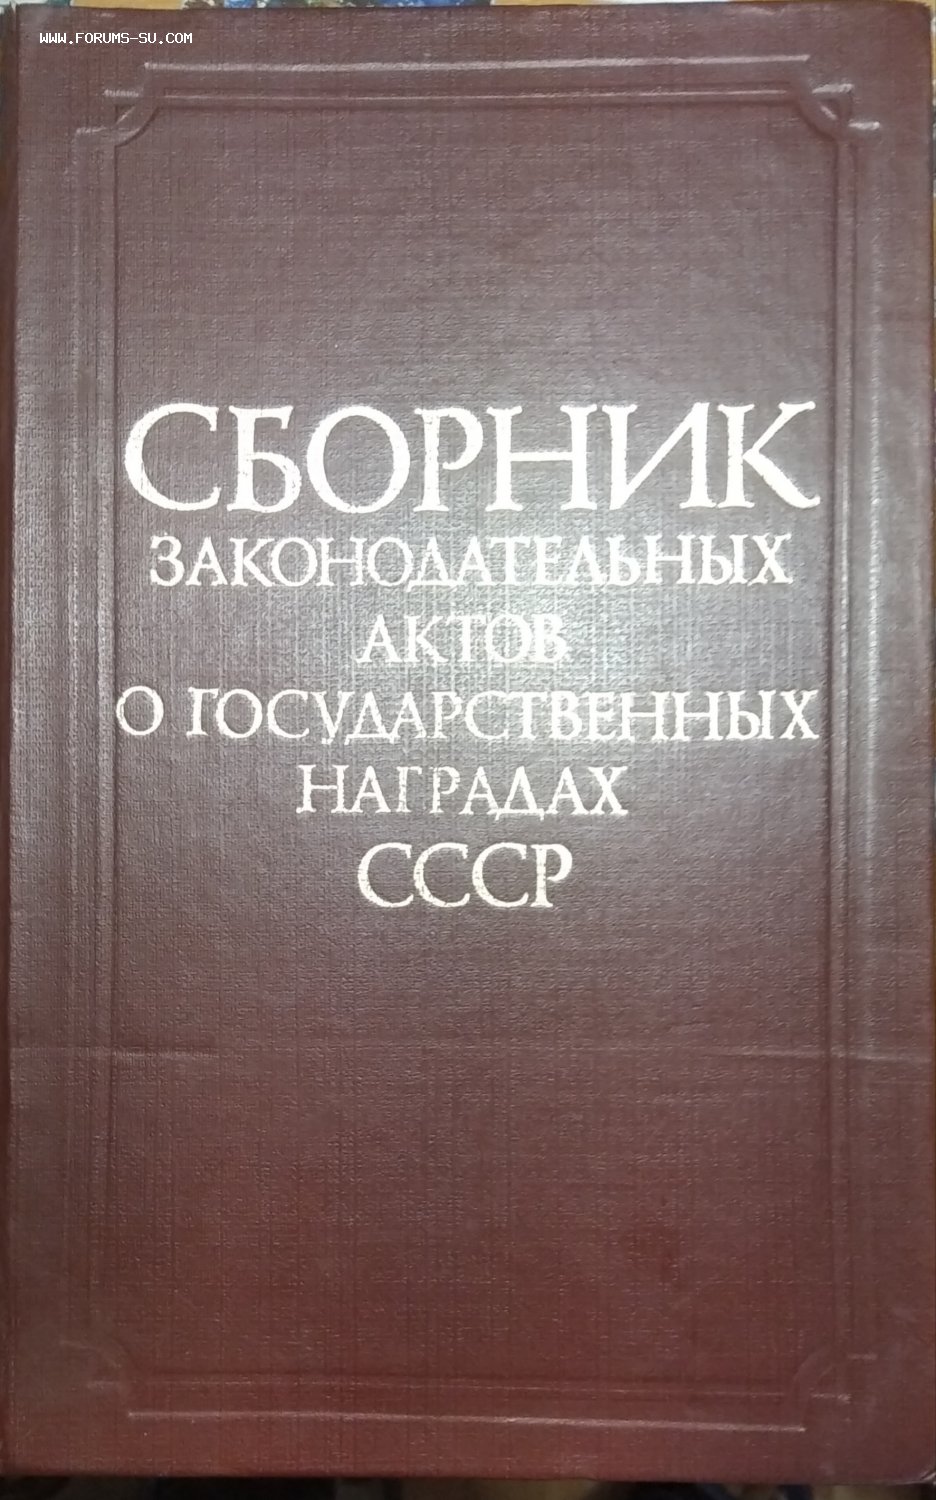 WWW.FORUMS-SU.COM
СБОРНИК
ЗАКОНОДАТЕЛЬНЫХ
АКТОВ
О ГОСУДАРСТВЕННЫХ
НАГРАДАХ
СССР